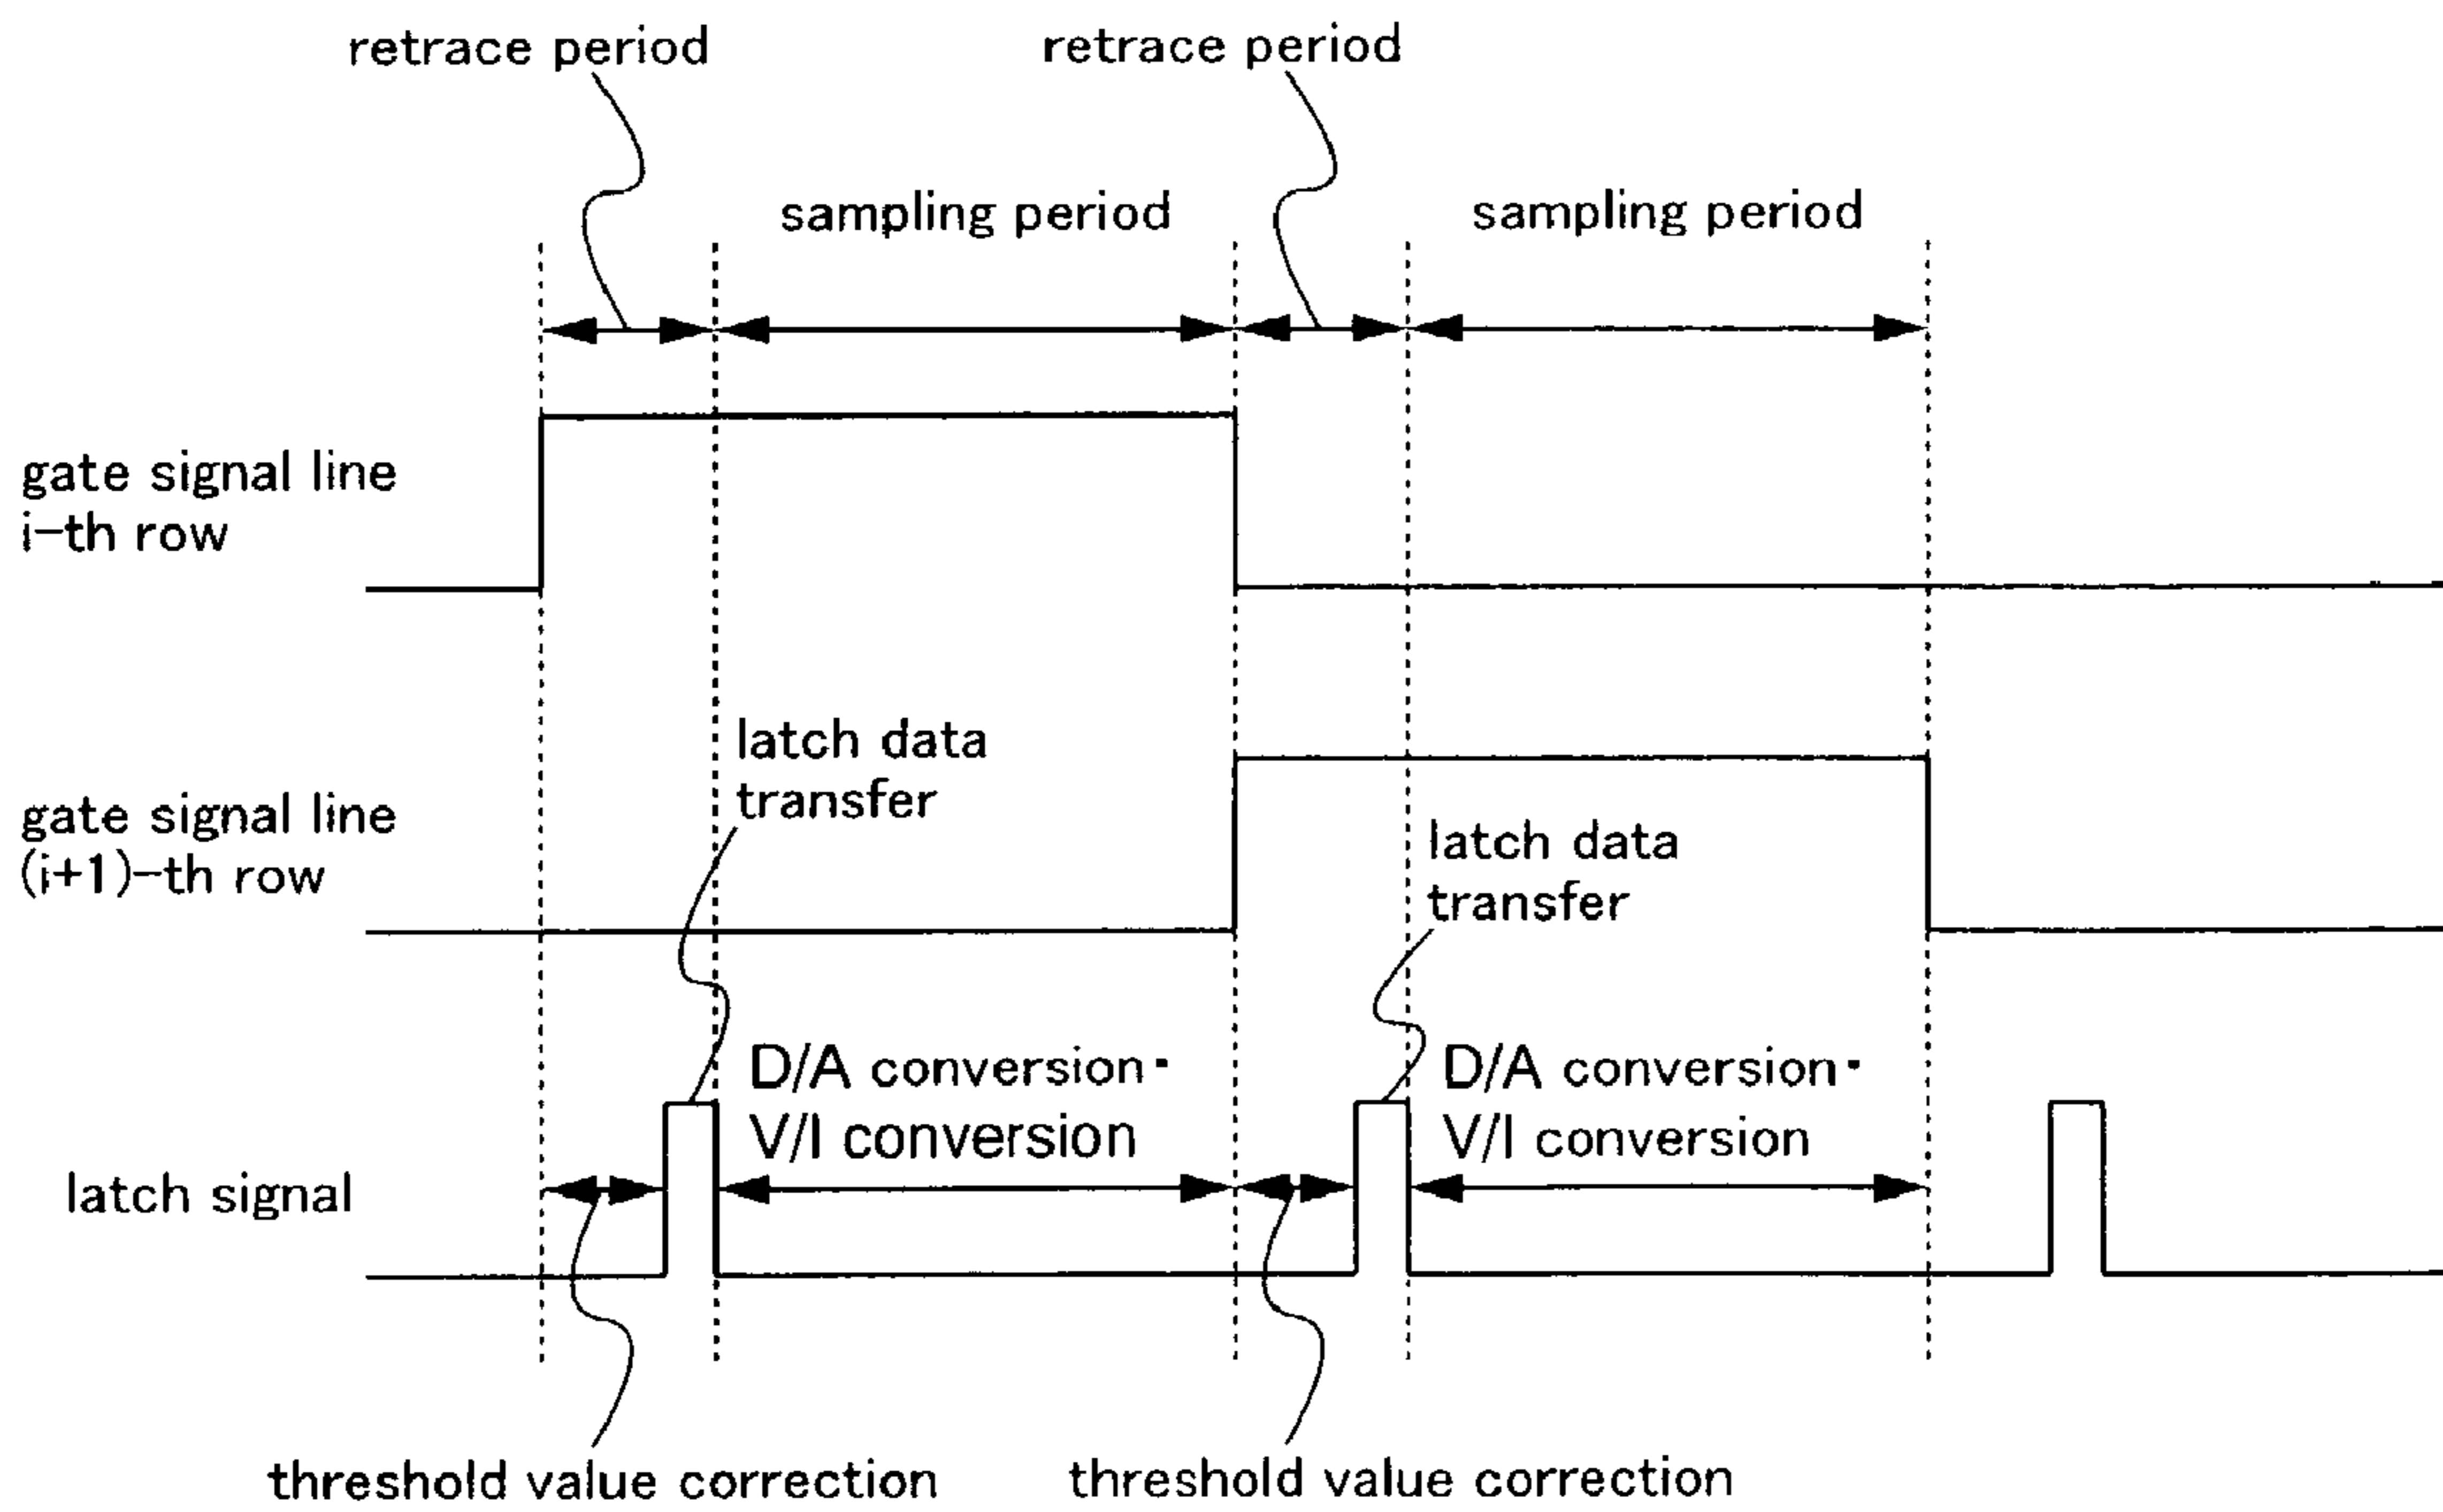 retrace period
retrace period
sampling period
sampling period
gate signal line
i-th row
latch data
transfer
gate signal line
(i+1)-th row
latch data
transfer
D/A conversion・
V/I conversion
D/A conversion・
V/I conversion
latch signal
threshold value correction
threshold value correction